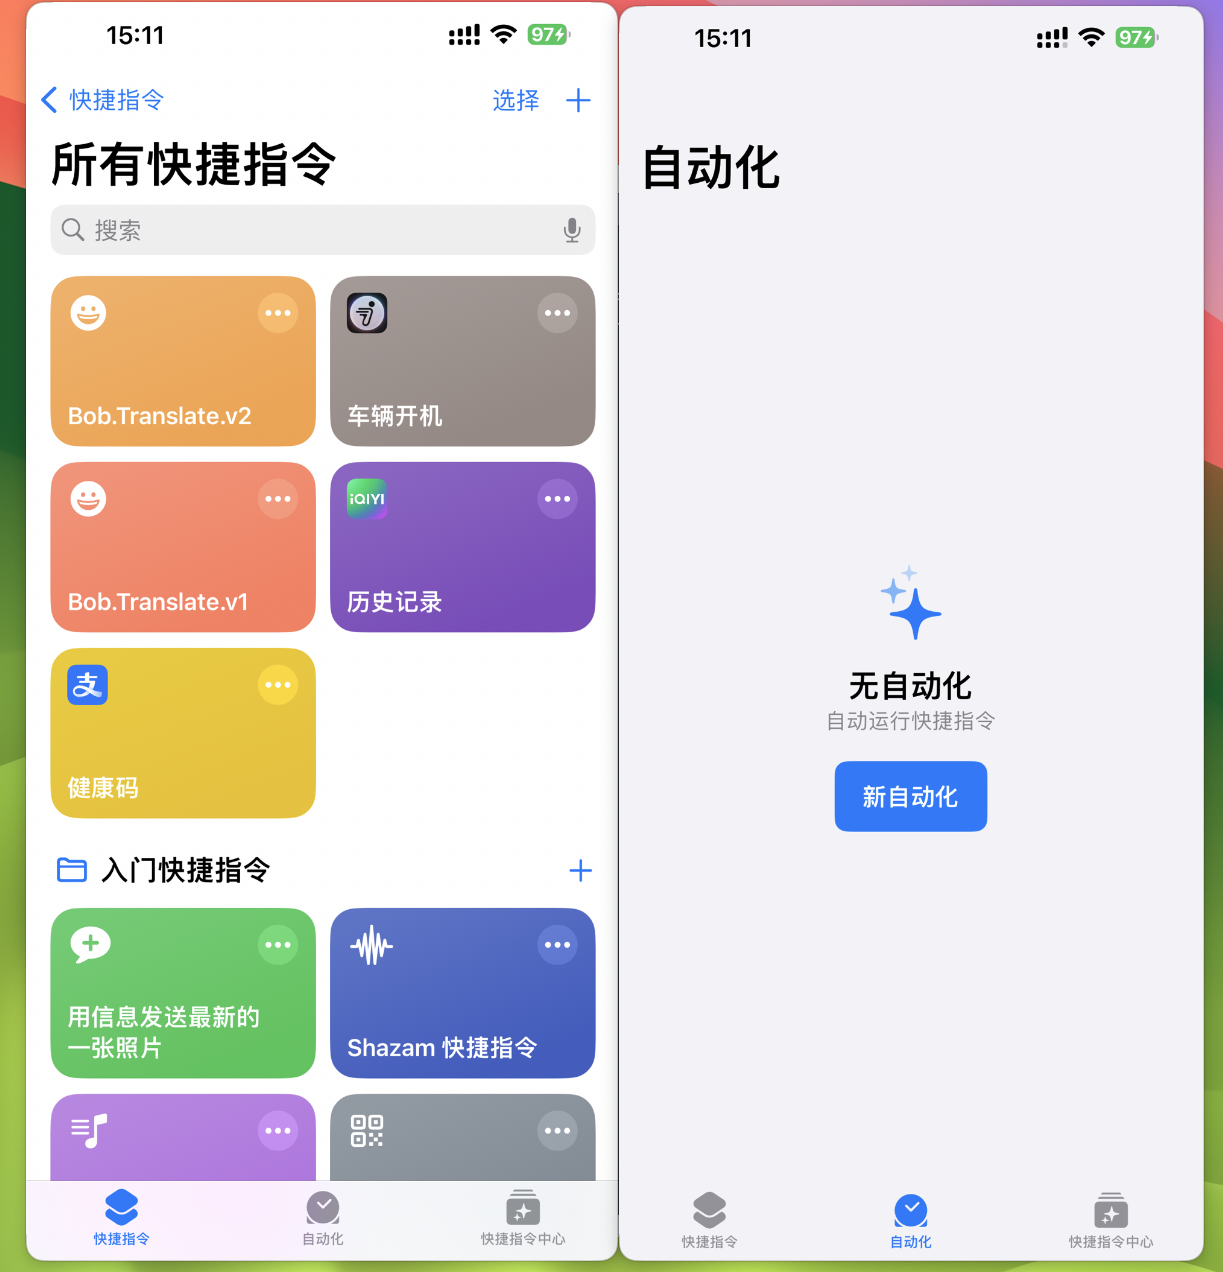 15:11
97
快捷指令
选择
所有快捷指令
搜索
Bob.Translate.v2
车辆开机
iQIYI
Bob.Translate.v1
历史记录
支
健康码
入门快捷指令
用信息发送最新的
一张照片
Shazam 快捷指令
快捷指令
自动化
快捷指令中心
15:11
97
自动化
无自动化
自动运行快捷指令
新自动化
快捷指令
自动化
快捷指令中心